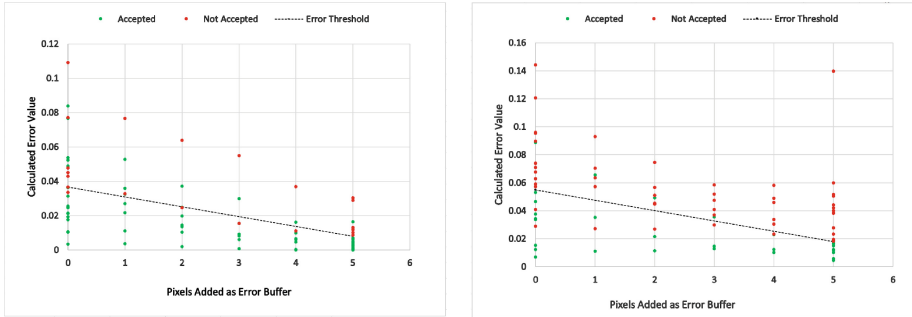 Accepted Not Accepted Error Threshold
0.12
0.1
0.08
0.06
0.04
0.02
0
0 1 2 3 4 5 6
Calculated Error Value
Pixels Added as Error Buffer
Accepted Not Accepted Error Threshold
0.16
0.14
0.12
0.1
0.08
0.06
0.04
0.02
0
0 1 2 3 4 5 6
Calculated Error Value
Pixels Added as Error Buffer